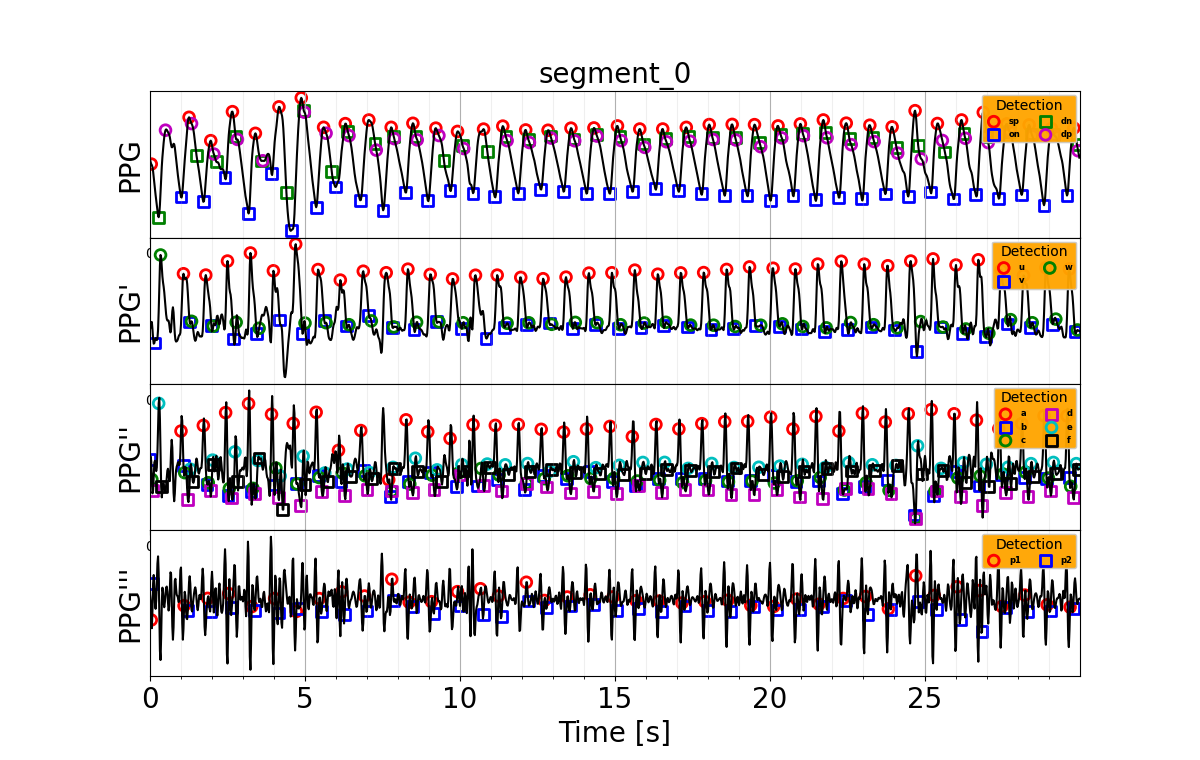 segment_0
PPG
Detection
sp dn
on dp
PPG'
Detection
u w
v
PPG''
Detection
a d
b e
c f
PPG'''
Detection
p1 p2
0 5 10 15 20 25
Time [s]